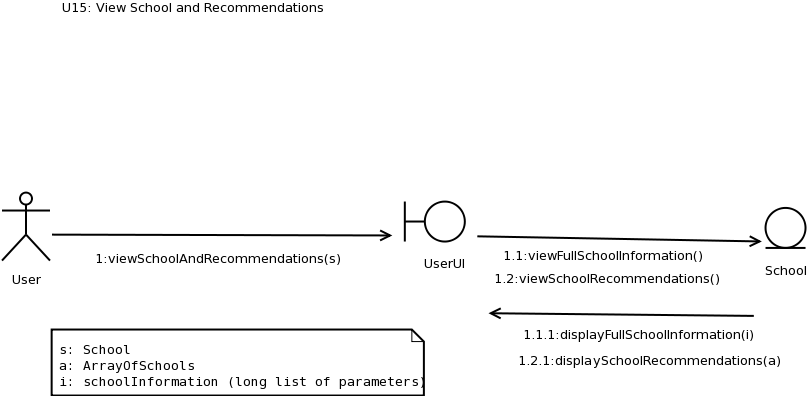 U15: View School and Recommendations
1:viewSchoolAndRecommendations(s)
User
UserUI
1.1:viewFullSchoolInformation()
1.2:viewSchoolRecommendations()
School
1.1.1:displayFullSchoolInformation(i)
1.2.1:displaySchoolRecommendations(a)
s: School
a: ArrayOfSchools
i: schoolInformation (long list of parameters)